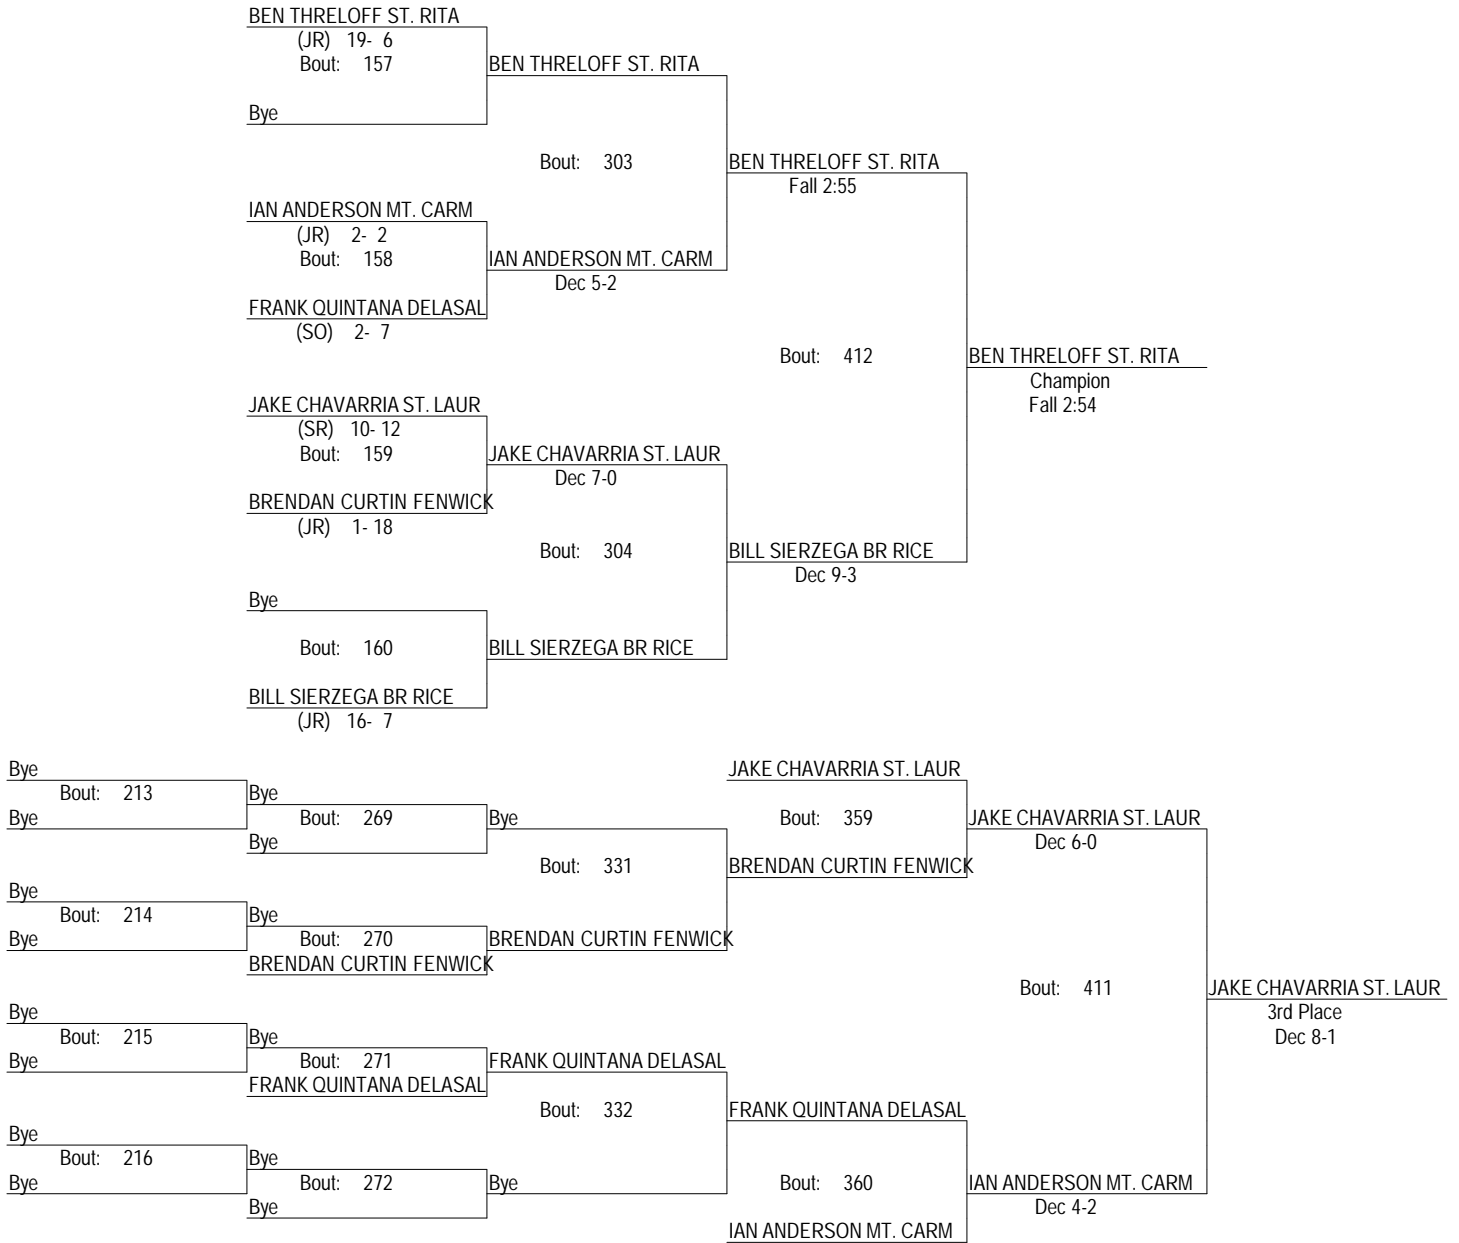 BEN THRELOFF ST. RITA
(JR) 19- 6
Bout: 157
BEN THRELOFF ST. RITA
Bye
Bout: 303
BEN THRELOFF ST. RITA
Fall 2:55
IAN ANDERSON MT. CARM
(JR) 2- 2
Bout: 158
IAN ANDERSON MT. CARM
Dec 5-2
FRANK QUINTANA DELASAL
(SO) 2- 7
Bout: 412
BEN THRELOFF ST. RITA
Champion
Fall 2:54
JAKE CHAVARRIA ST. LAUR
(SR) 10- 12
Bout: 159
JAKE CHAVARRIA ST. LAUR
Dec 7-0
BRENDAN CURTIN FENWICK
(JR) 1- 18
Bout: 304
BILL SIERZEGA BR RICE
Dec 9-3
Bye
Bout: 160
BILL SIERZEGA BR RICE
BILL SIERZEGA BR RICE
(JR) 16- 7
Bye
Bout: 213
Bye
Bye
Bout: 269
Bye
Bye
JAKE CHAVARRIA ST. LAUR
Bout: 359
JAKE CHAVARRIA ST. LAUR
Dec 6-0
Bout: 331
BRENDAN CURTIN FENWICK
Bye
Bout: 214
Bye
Bye
Bout: 270
BRENDAN CURTIN FENWICK
BRENDAN CURTIN FENWICK
Bout: 411
JAKE CHAVARRIA ST. LAUR
3rd Place
Dec 8-1
Bye
Bout: 215
Bye
Bye
Bout: 271
FRANK QUINTANA DELASAL
FRANK QUINTANA DELASAL
Bout: 332
FRANK QUINTANA DELASAL
Bye
Bout: 216
Bye
Bye
Bout: 272
Bye
Bye
Bout: 360
IAN ANDERSON MT. CARM
Dec 4-2
IAN ANDERSON MT. CARM